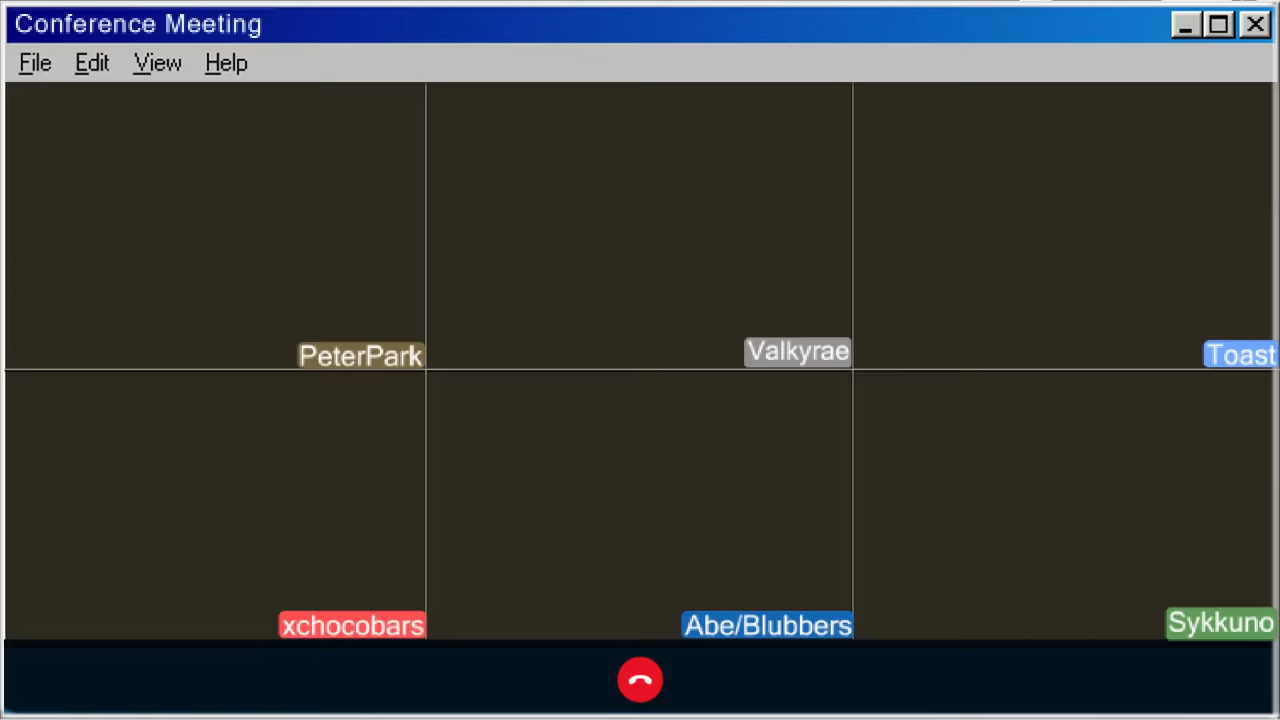 Conference Meeting
File Edit View Help
PeterPark
Valkyrae
Toast
xchocobars
Abe/Blubbers
Sykkuno